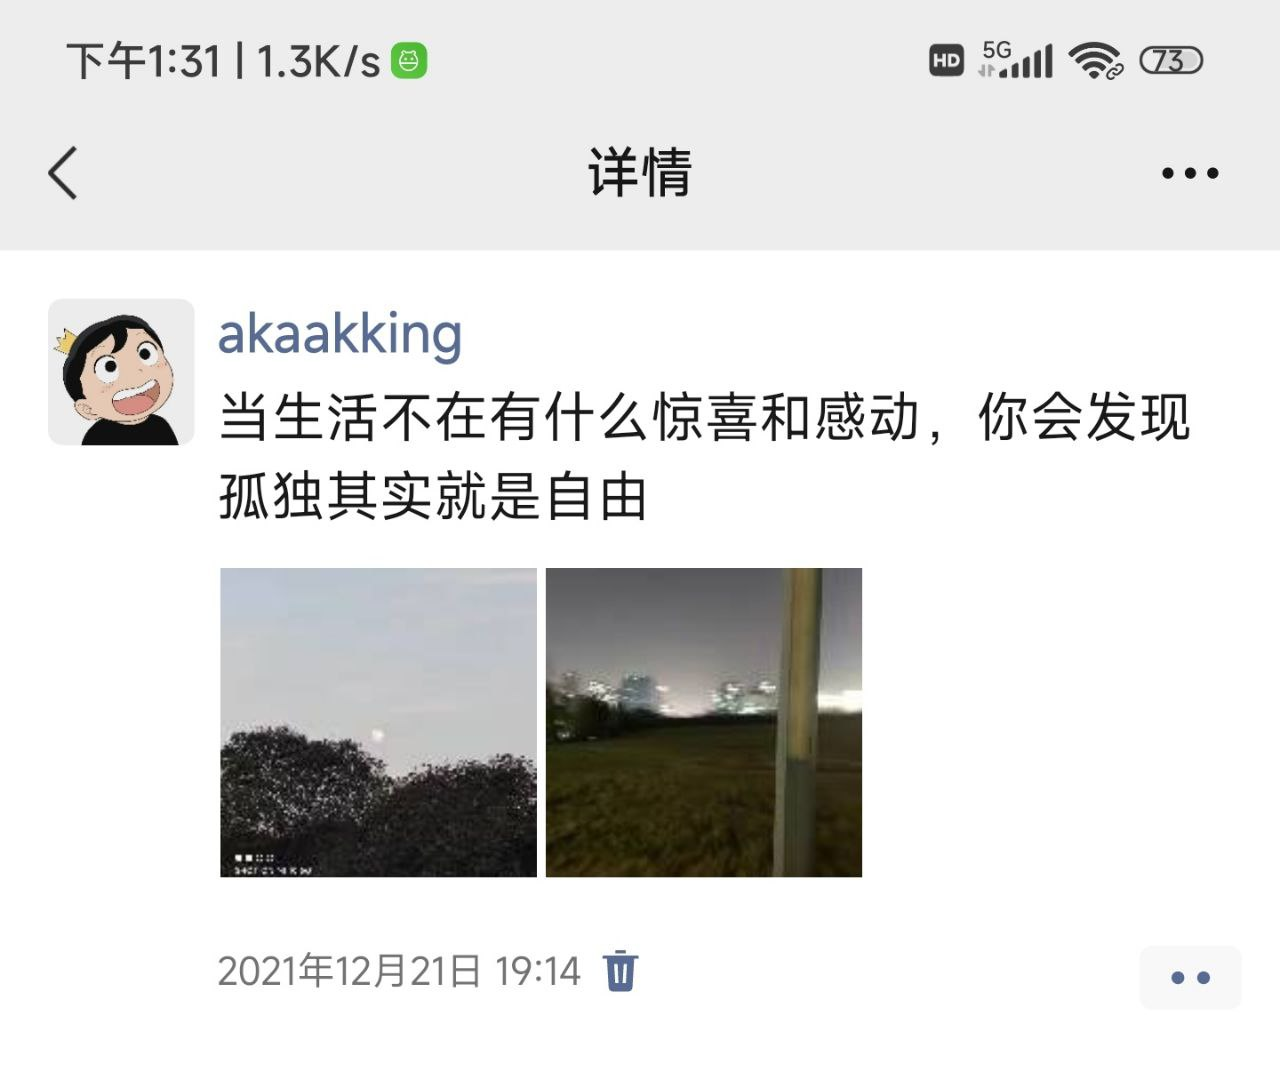 下午1:31 | 1.3K/s
HD 5G 73
详情
akaakking
当生活不在有什么惊喜和感动，你会发现
孤独其实就是自由
2021年12月21日 19:14